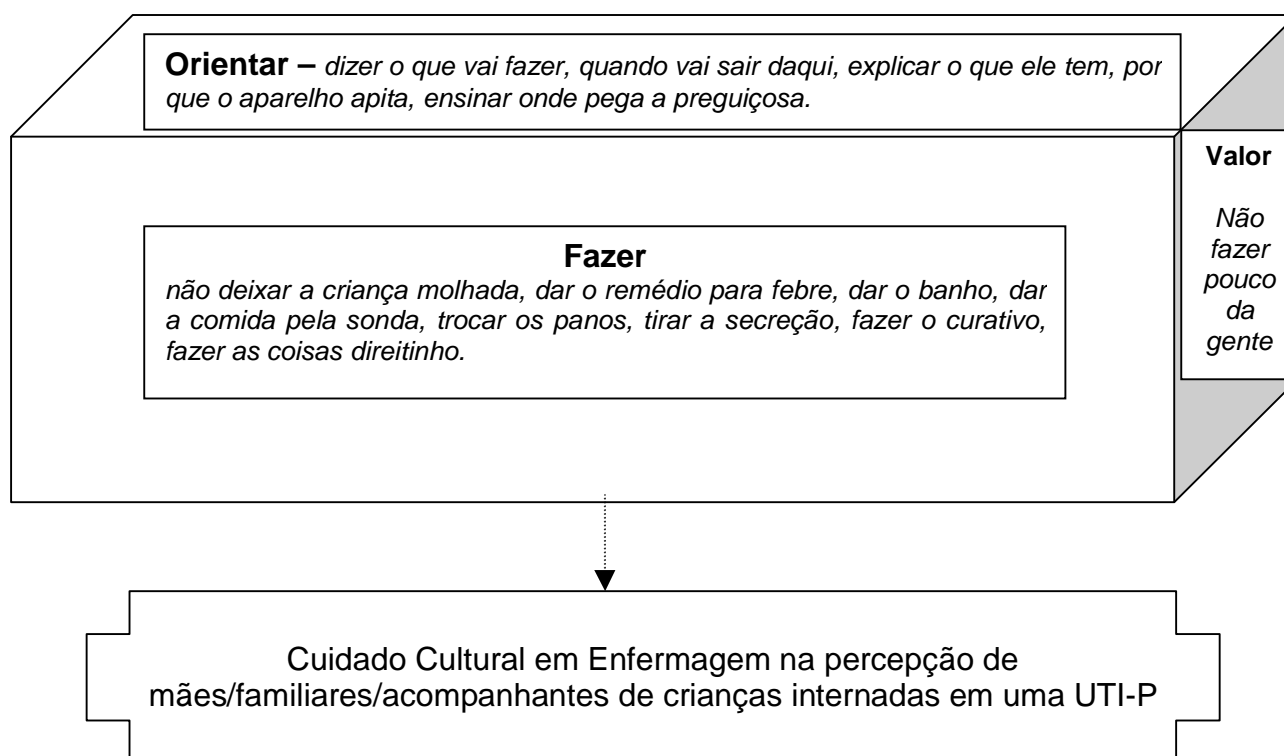 Orientar – dizer o que vai fazer, quando vai sair daqui, explicar o que ele tem, por
que o aparelho apita, ensinar onde pega a preguiçosa.
Valor
Não
fazer
pouco
da
gente
Fazer
não deixar a criança molhada, dar o remédio para febre, dar o banho, dar
a comida pela sonda, trocar os panos, tirar a secreção, fazer o curativo,
fazer as coisas direitinho.
Cuidado Cultural em Enfermagem na percepção de
mães/familiares/acompanhantes de crianças internadas em uma UTI-P